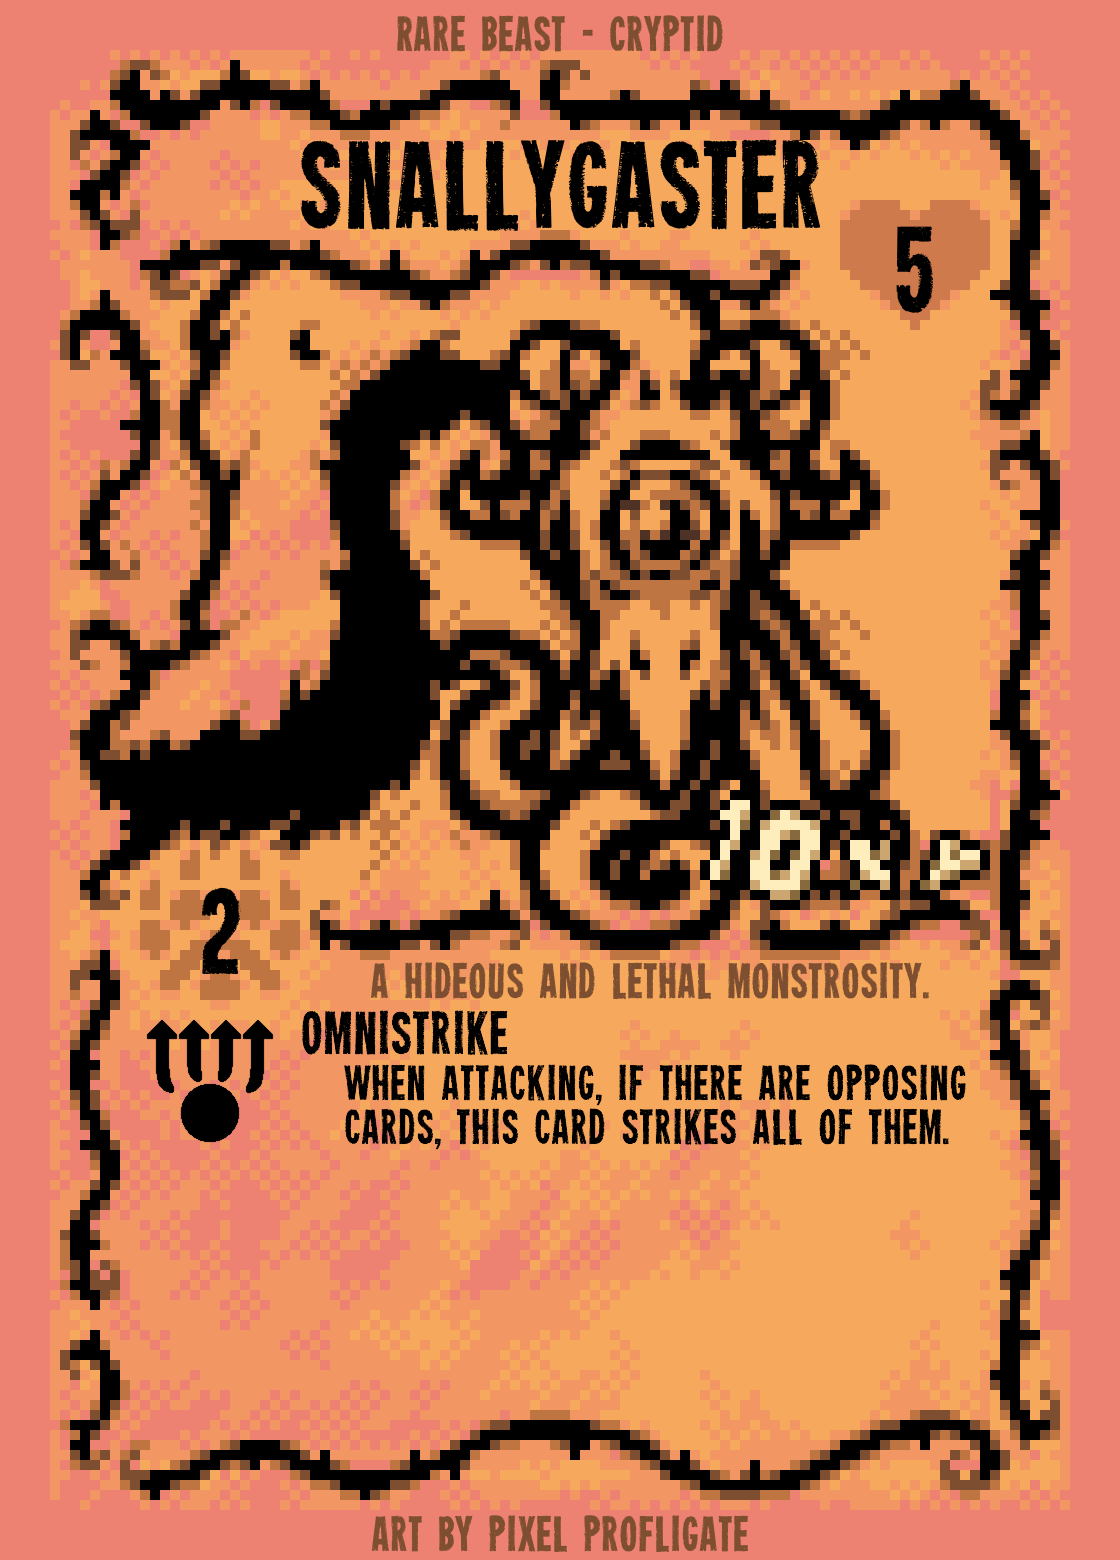 RARE BEAST - CRYPTID
SNALLYGASTER
5
2
A HIDEOUS AND LETHAL MONSTROSITY.
OMNISTRIKE
WHEN ATTACKING, IF THERE ARE OPPOSING
CARDS, THIS CARD STRIKES ALL OF THEM.
ART BY PIXEL PROFLIGATE